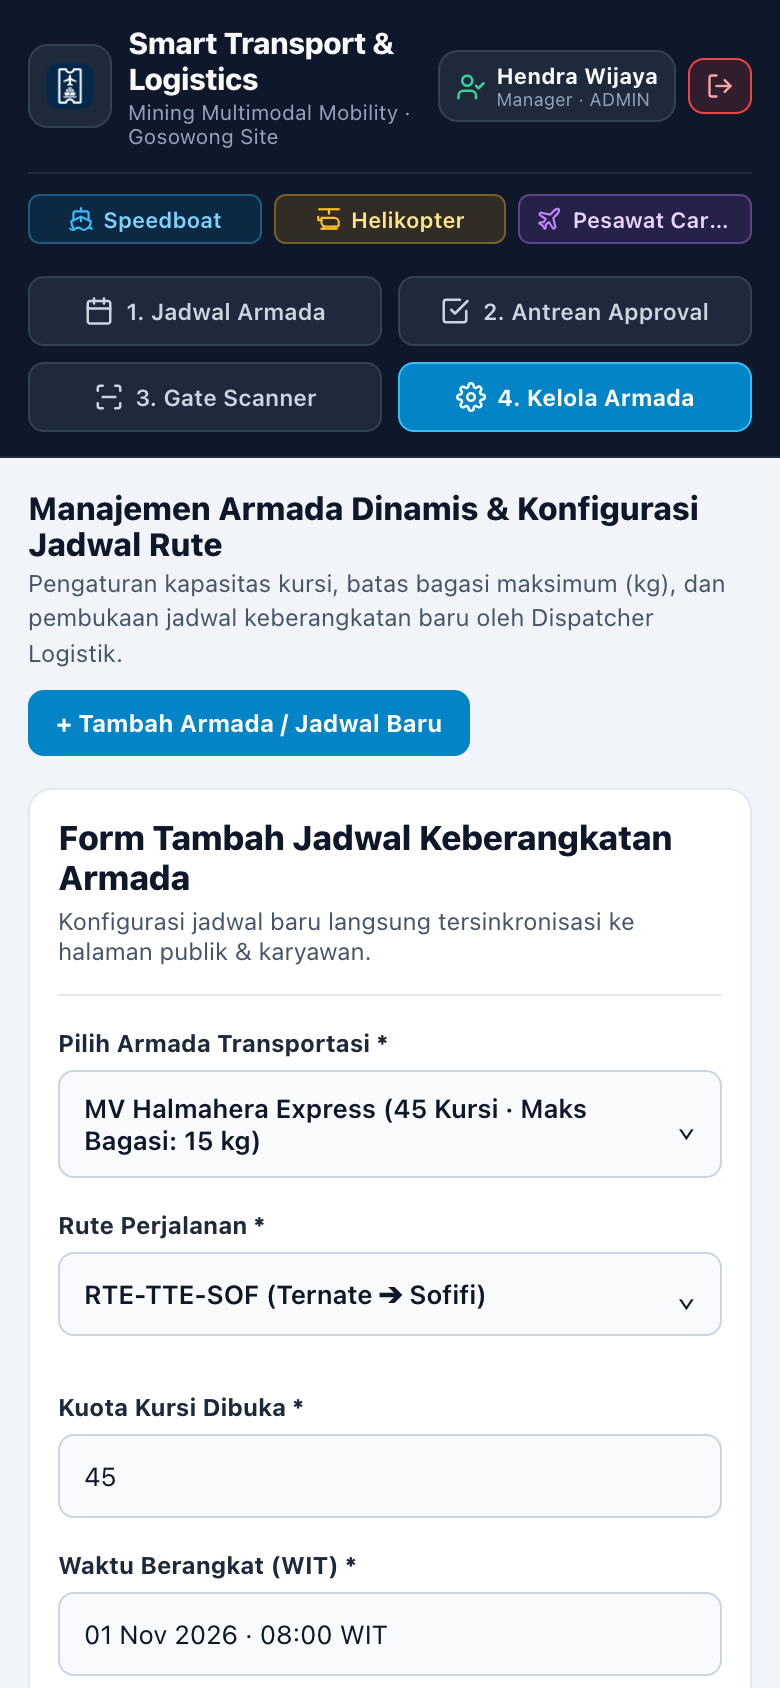 Smart Transport &
Logistics
Mining Multimodal Mobility ·
Gosowong Site
Hendra Wijaya
Manager · ADMIN
Speedboat
Helikopter
Pesawat Car...
1. Jadwal Armada
2. Antrean Approval
3. Gate Scanner
4. Kelola Armada
Manajemen Armada Dinamis & Konfigurasi
Jadwal Rute
Pengaturan kapasitas kursi, batas bagasi maksimum (kg), dan
pembukaan jadwal keberangkatan baru oleh Dispatcher
Logistik.
+ Tambah Armada / Jadwal Baru
Form Tambah Jadwal Keberangkatan
Armada
Konfigurasi jadwal baru langsung tersinkronisasi ke
halaman publik & karyawan.
Pilih Armada Transportasi *
MV Halmahera Express (45 Kursi · Maks
Bagasi: 15 kg)
Rute Perjalanan *
RTE-TTE-SOF (Ternate ➔ Sofifi)
Kuota Kursi Dibuka *
45
Waktu Berangkat (WIT) *
01 Nov 2026 · 08:00 WIT